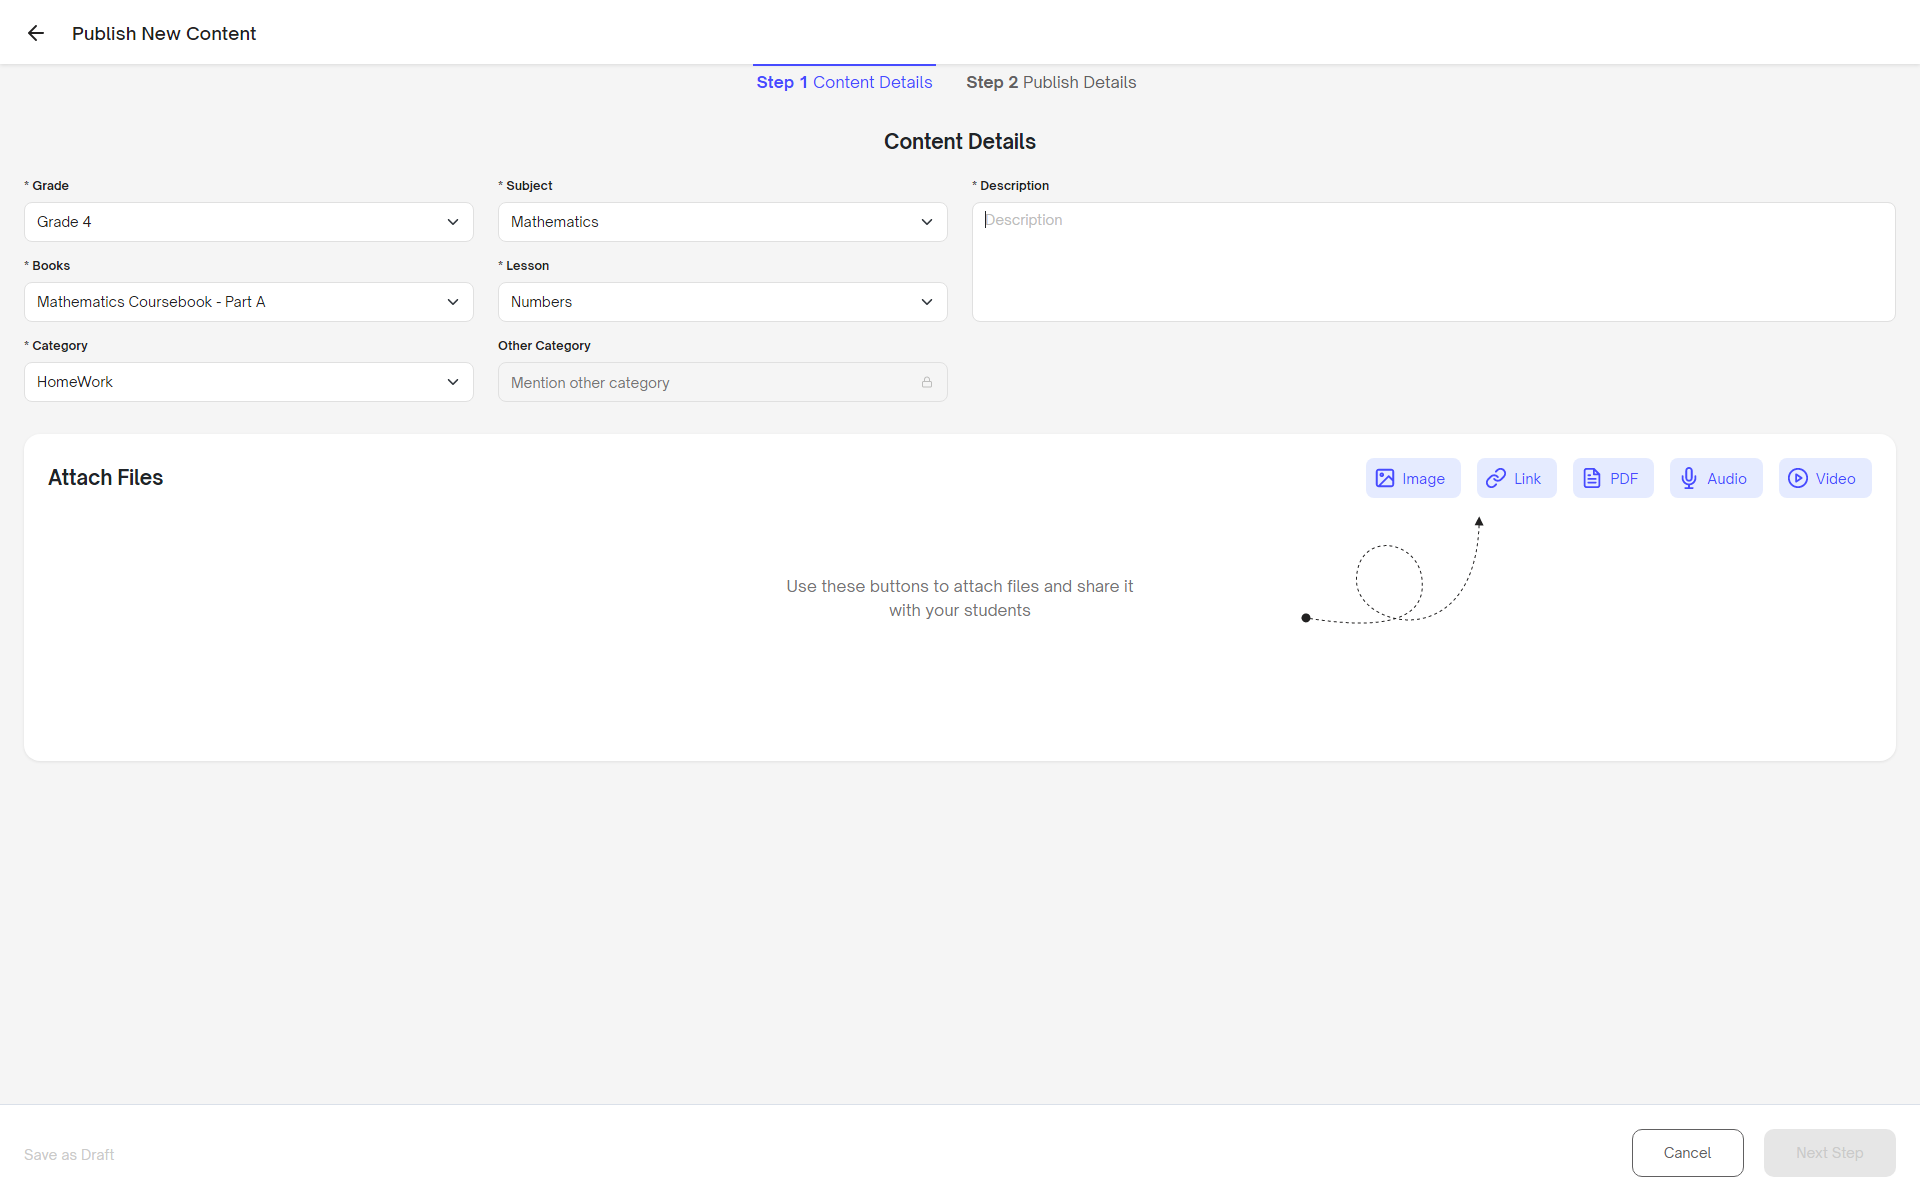 Publish New Content
Step 1 Content Details
Step 2 Publish Details
Content Details
* Grade
* Subject
* Description
Grade 4
Mathematics
Description
* Books
* Lesson
Mathematics Coursebook - Part A
Numbers
* Category
Other Category
HomeWork
Mention other category
Attach Files
Image
Link
PDF
Audio
Video
Use these buttons to attach files and share it
with your students
Save as Draft
Cancel
Next Step